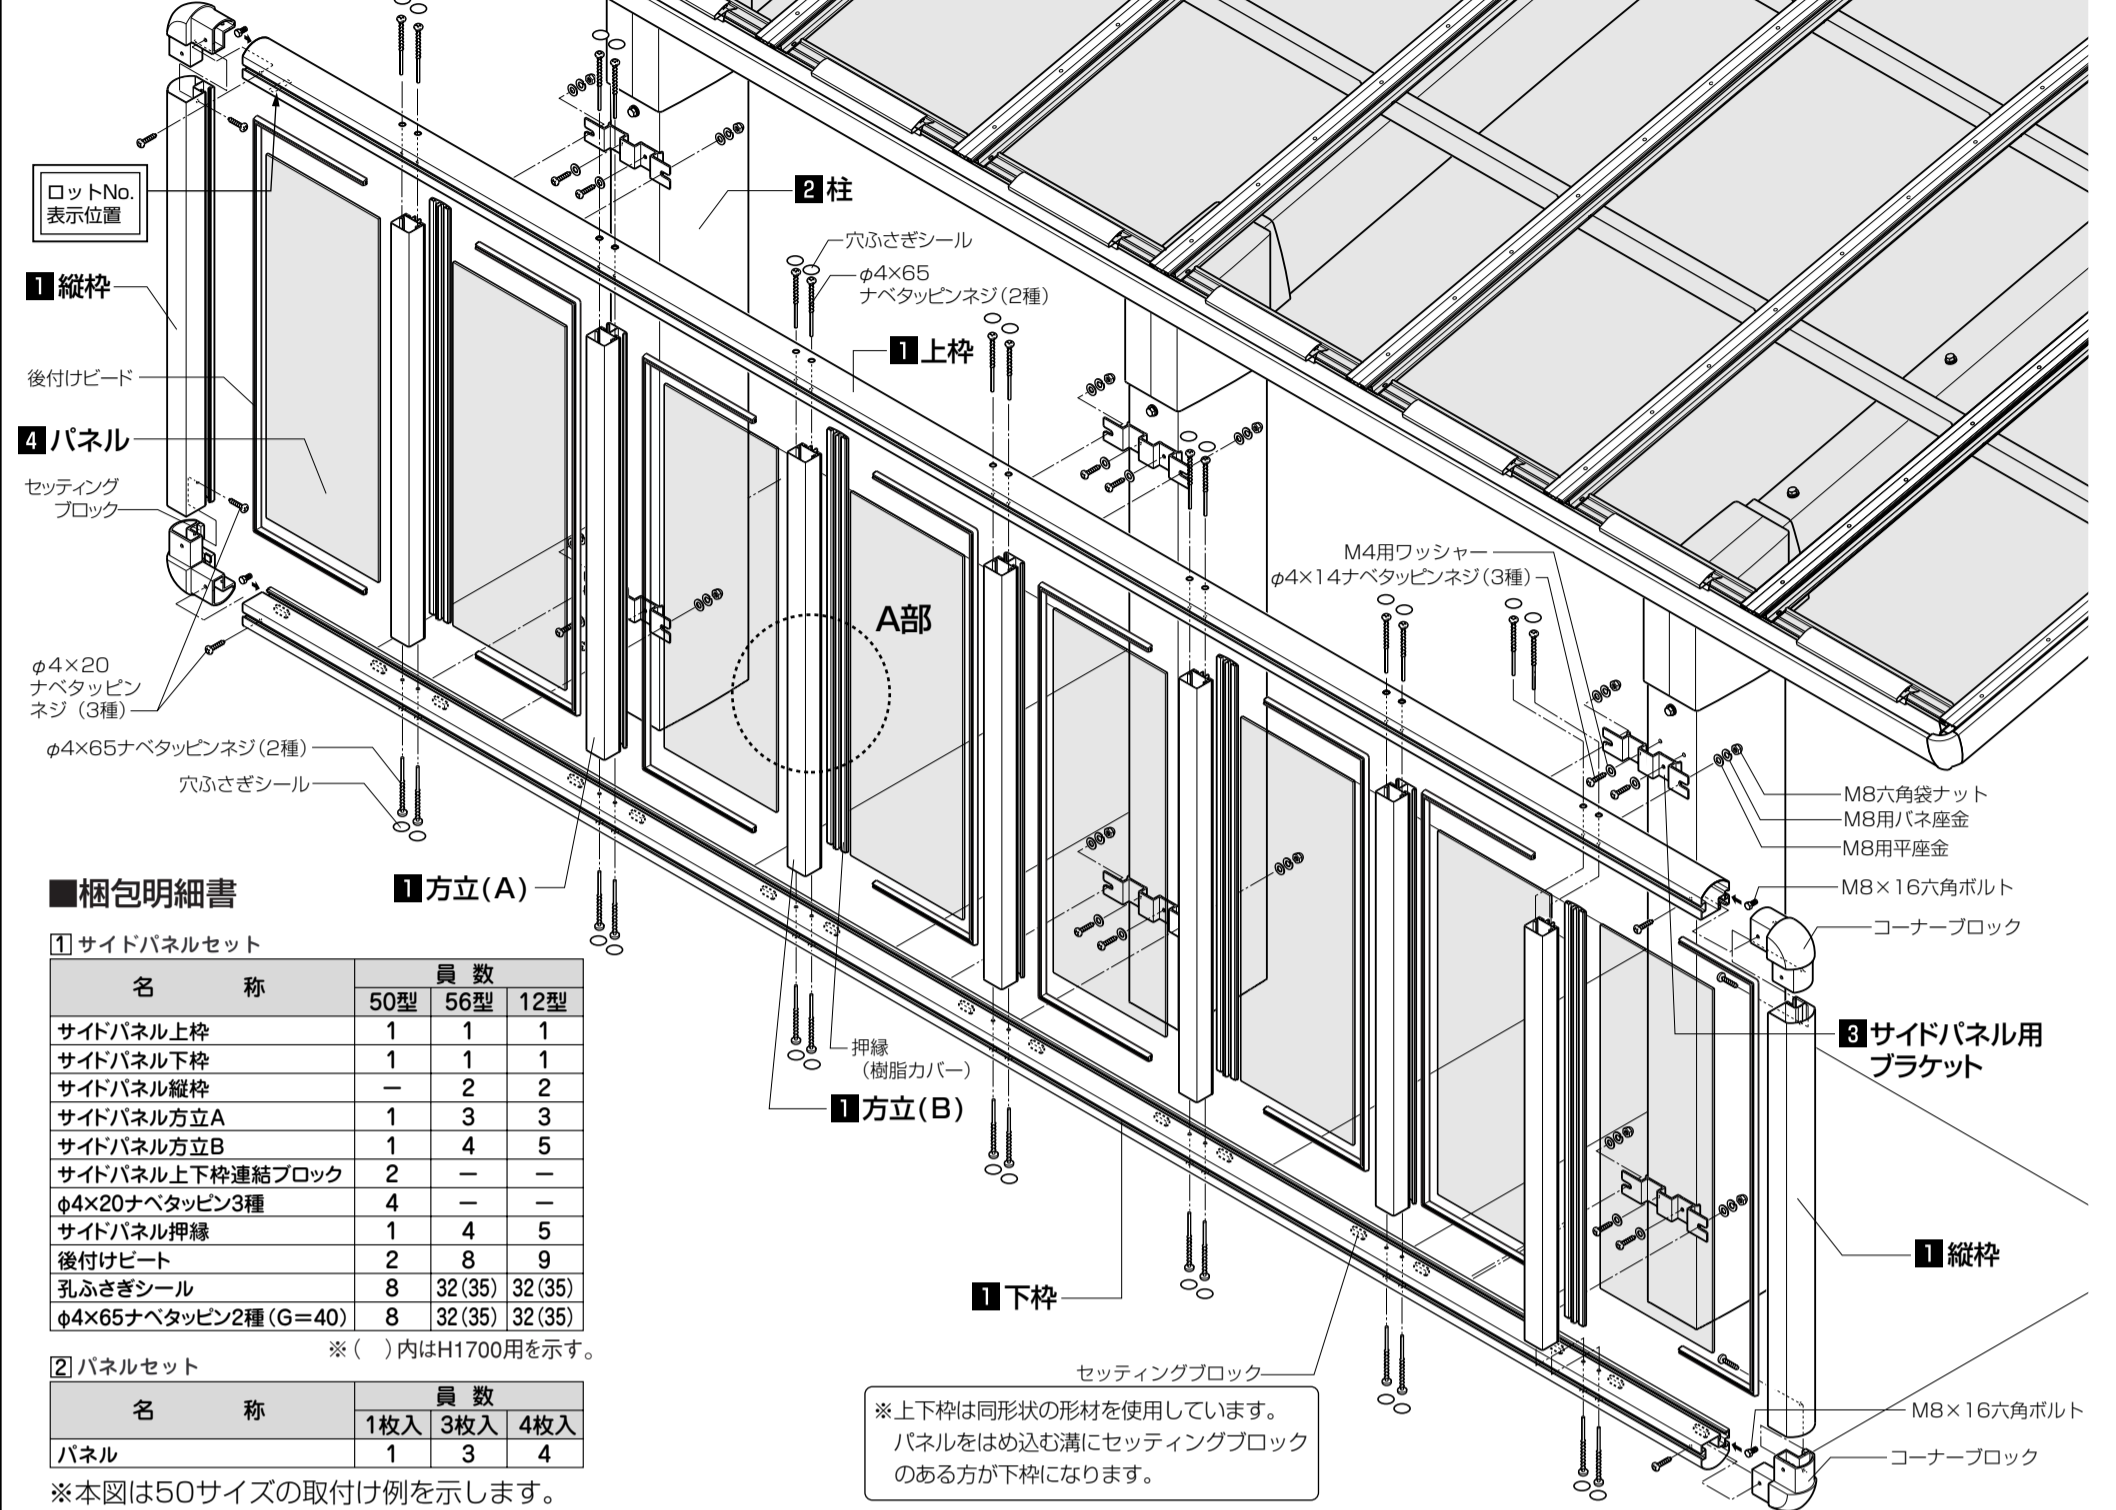 ロットNo.
表示位置
1 縦枠
後付けビード
4 パネル
セッティング
ブロック
φ4×20
ナベタッピン
ネジ（3種）
φ4×65ナベタッピンネジ（2種）
穴ふさぎシール
2 柱
穴ふさぎシール
φ4×65
ナベタッピンネジ（2種）
1 上枠
A部
M4用ワッシャー
φ4×14ナベタッピンネジ（3種）
M8六角袋ナット
M8用バネ座金
M8用平座金
M8×16六角ボルト
コーナーブロック
3 サイドパネル用
ブラケット
1 縦枠
M8×16六角ボルト
コーナーブロック
1 方立(A)
押縁
（樹脂カバー）
1 方立(B)
1 下枠
セッティングブロック
※上下枠は同形状の形材を使用しています。
パネルをはめ込む溝にセッティングブロック
のある方が下枠になります。
■梱包明細書
1 サイドパネルセット
名 称 員 数
50型 56型 12型
サイドパネル上枠 1 1 1
サイドパネル下枠 1 1 1
サイドパネル縦枠 － 2 2
サイドパネル方立A 1 3 3
サイドパネル方立B 1 4 5
サイドパネル上下枠連結ブロック 2 － －
φ4×20ナベタッピン3種 4 － －
サイドパネル押縁 1 4 5
後付けビート 2 8 9
孔ふさぎシール 8 32(35) 32(35)
φ4×65ナベタッピン2種(G=40) 8 32(35) 32(35)
※（　）内はH1700用を示す。
2 パネルセット
名 称 員 数
1枚入 3枚入 4枚入
パネル 1 3 4
※本図は50サイズの取付け例を示します。